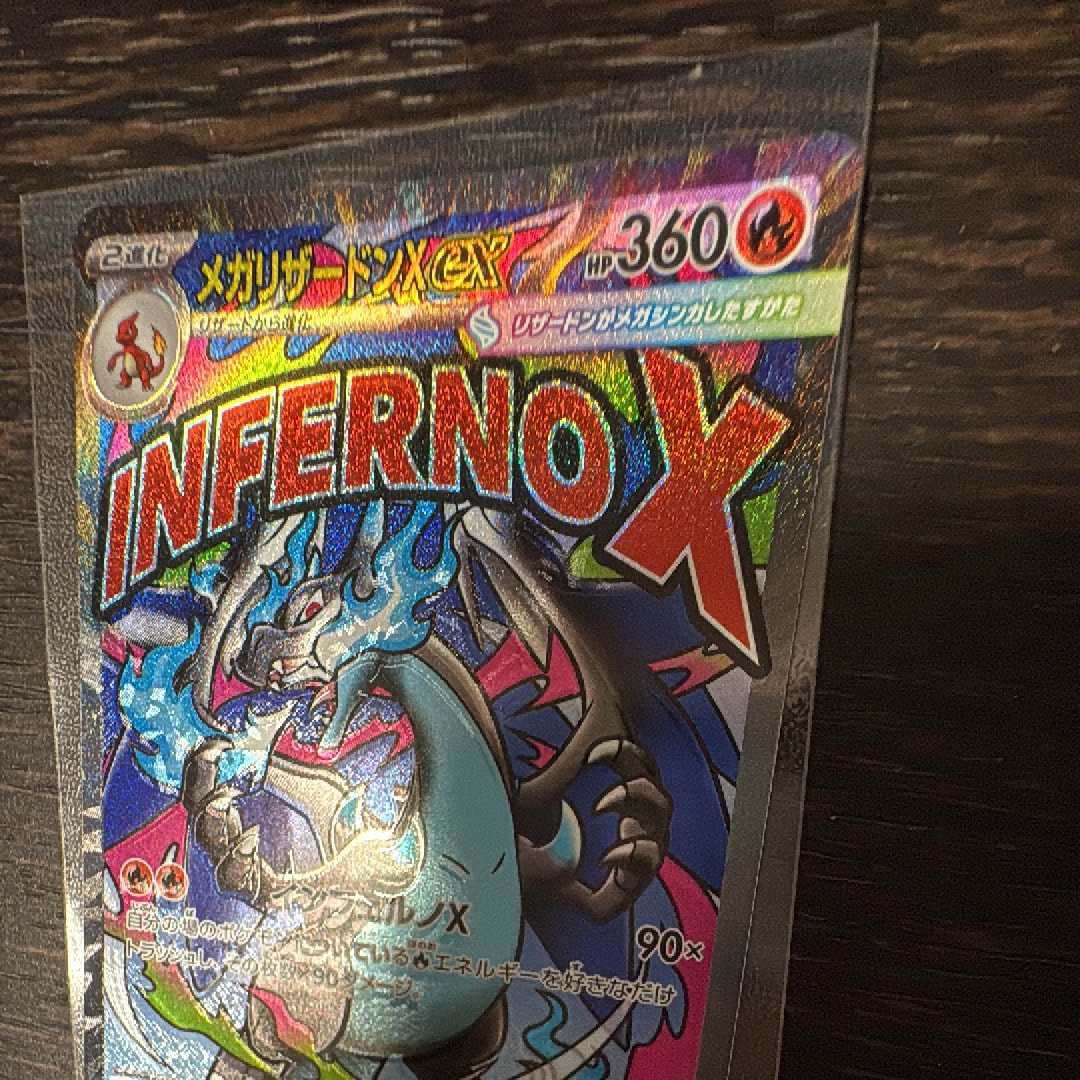 2進化
メガリザードンXex
HP360
リザードから進化
リザードンがメガシンカしたすがた
INFERNO X
インフェルノX
90×
自分の場のポケモンについている エネルギーを好きなだけ
トラッシュし、その枚数×90ダメージ。